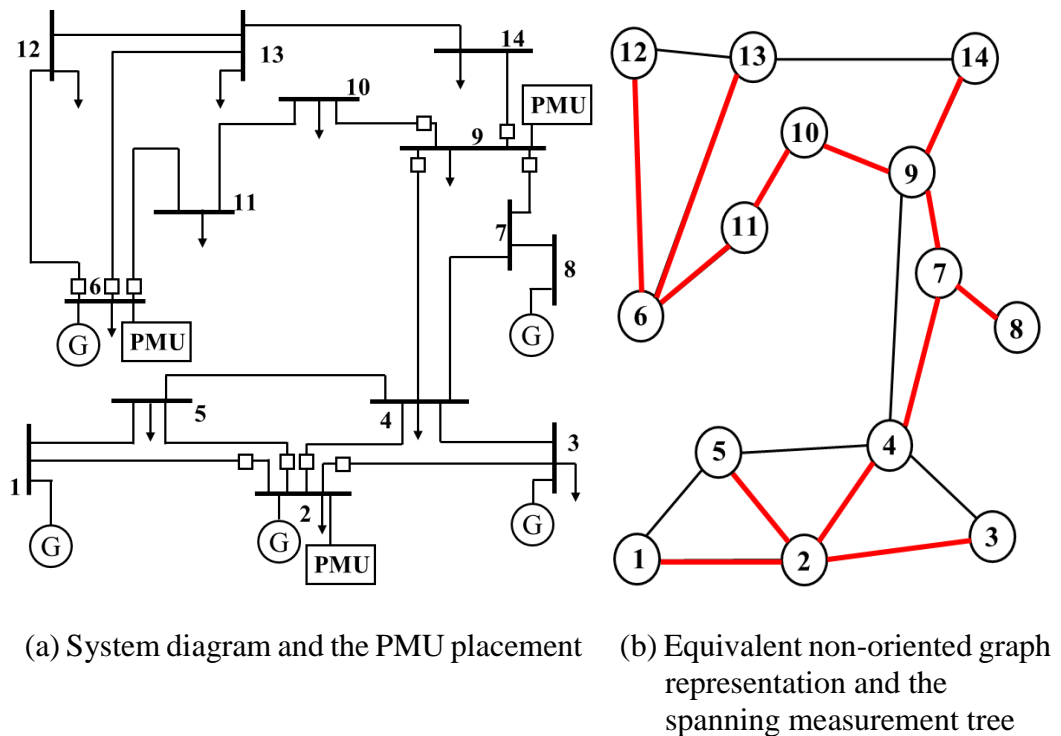 12
13
14
10
PMU
9
11
7
8
6
G
PMU
G
5
4
3
1
2
G
G
G
PMU
12
13
14
10
9
11
7
6
8
5
4
3
1
2
(a) System diagram and the PMU placement
(b) Equivalent non-oriented graph
representation and the
spanning measurement tree